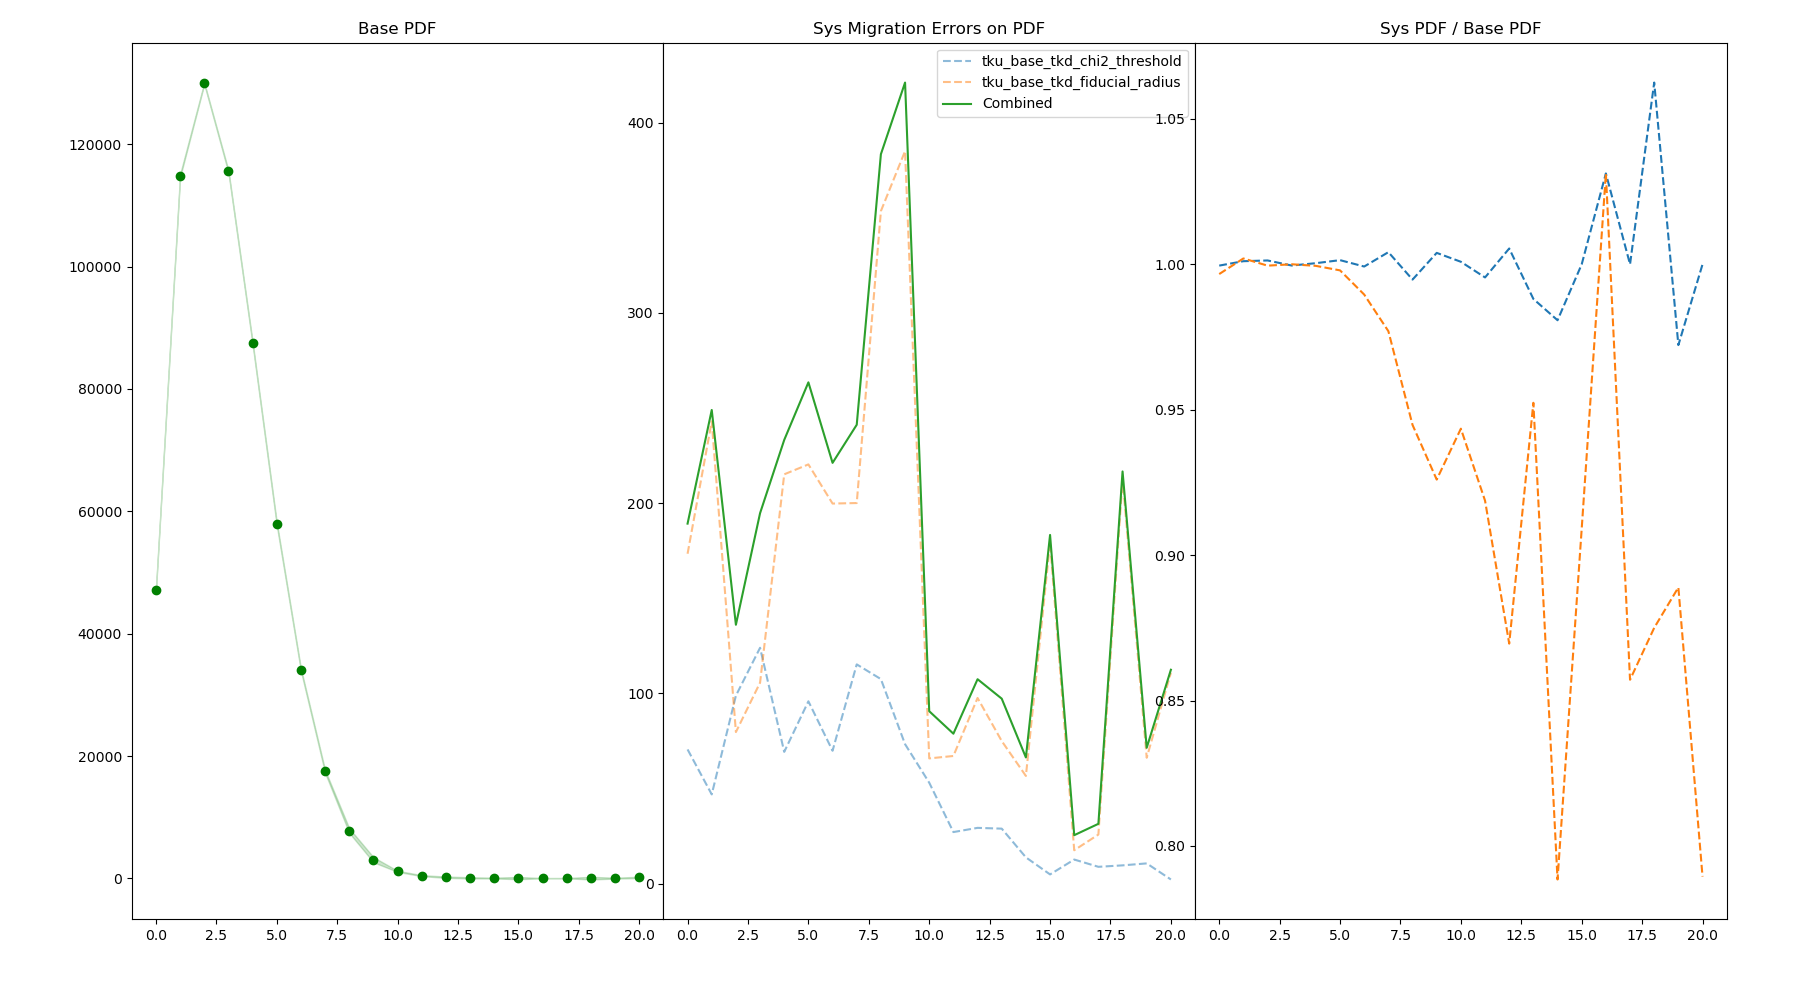 Base PDF
Sys Migration Errors on PDF
Sys PDF / Base PDF
120000
100000
80000
60000
40000
20000
0
0.0 2.5 5.0 7.5 10.0 12.5 15.0 17.5 20.0
tku_base_tkd_chi2_threshold
tku_base_tkd_fiducial_radius
Combined
400
300
200
100
0
0.0 2.5 5.0 7.5 10.0 12.5 15.0 17.5 20.0
1.05
1.00
0.95
0.90
0.85
0.80
0.0 2.5 5.0 7.5 10.0 12.5 15.0 17.5 20.0